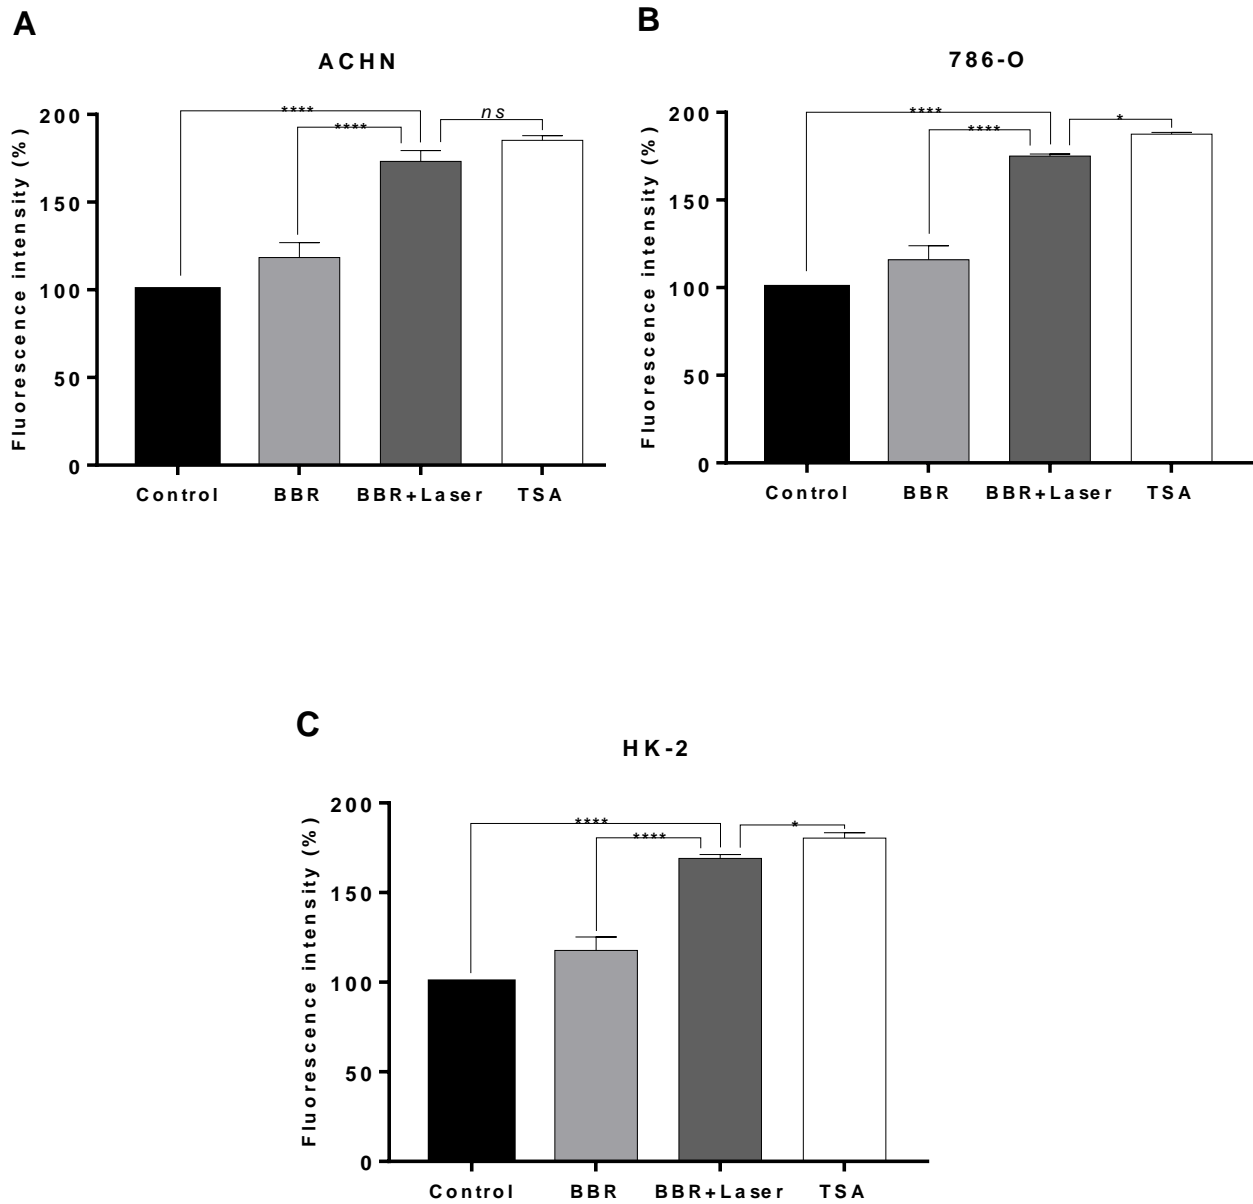 A
ACHN
Fluorescence intensity (%)
200
150
100
50
0
****
****
ns
Control BBR BBR+Laser TSA
B
786-O
Fluorescence intensity (%)
200
150
100
50
0
****
****
*
Control BBR BBR+Laser TSA
C
HK-2
Fluorescence intensity (%)
200
150
100
50
0
****
****
*
Control BBR BBR+Laser TSA